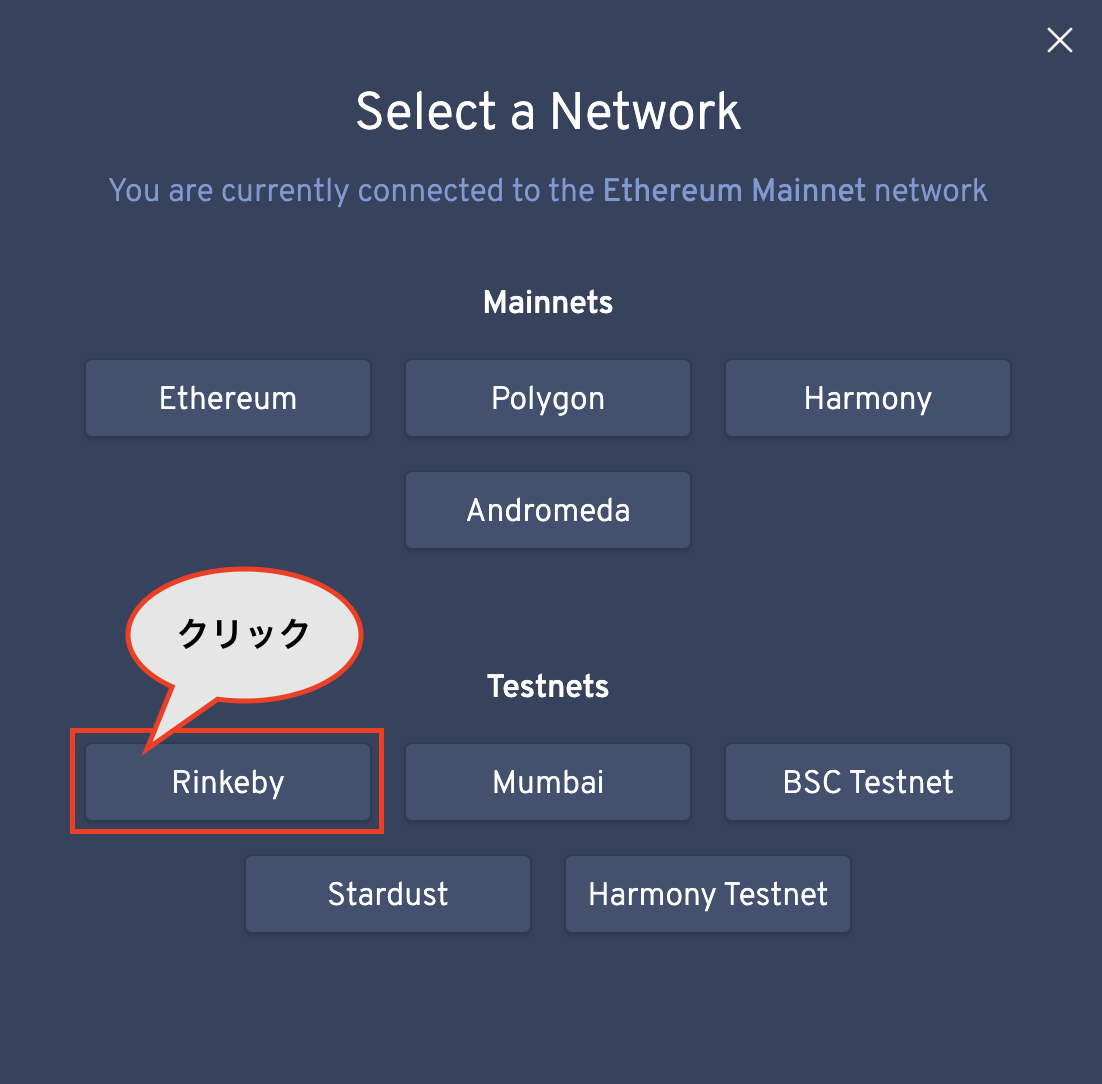 Select a Network
You are currently connected to the Ethereum Mainnet network
Mainnets
Ethereum
Polygon
Harmony
Andromeda
クリック
Testnets
Rinkeby
Mumbai
BSC Testnet
Stardust
Harmony Testnet